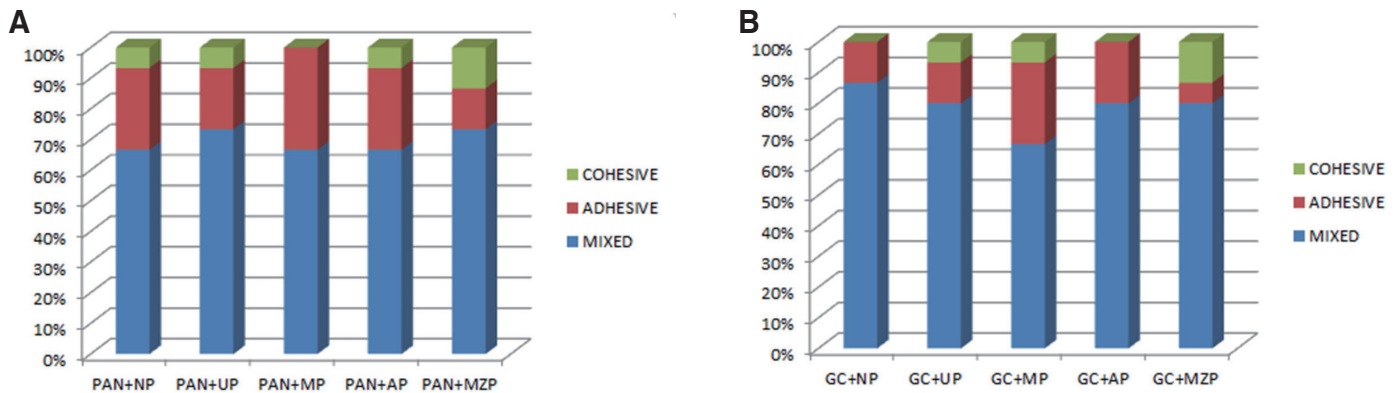 A
100%
90%
80%
70%
60%
50%
40%
30%
20%
10%
0%
PAN+NP PAN+UP PAN+MP PAN+AP PAN+MZP
COHESIVE
ADHESIVE
MIXED
B
100%
90%
80%
70%
60%
50%
40%
30%
20%
10%
0%
GC+NP GC+UP GC+MP GC+AP GC+MZP
COHESIVE
ADHESIVE
MIXED